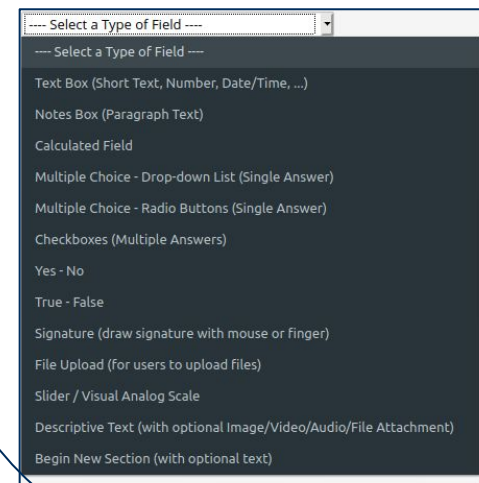 ---- Select a Type of Field ----
---- Select a Type of Field ----
Text Box (Short Text, Number, Date/Time, ...)
Notes Box (Paragraph Text)
Calculated Field
Multiple Choice - Drop-down List (Single Answer)
Multiple Choice - Radio Buttons (Single Answer)
Checkboxes (Multiple Answers)
Yes - No
True - False
Signature (draw signature with mouse or finger)
File Upload (for users to upload files)
Slider / Visual Analog Scale
Descriptive Text (with optional Image/Video/Audio/File Attachment)
Begin New Section (with optional text)